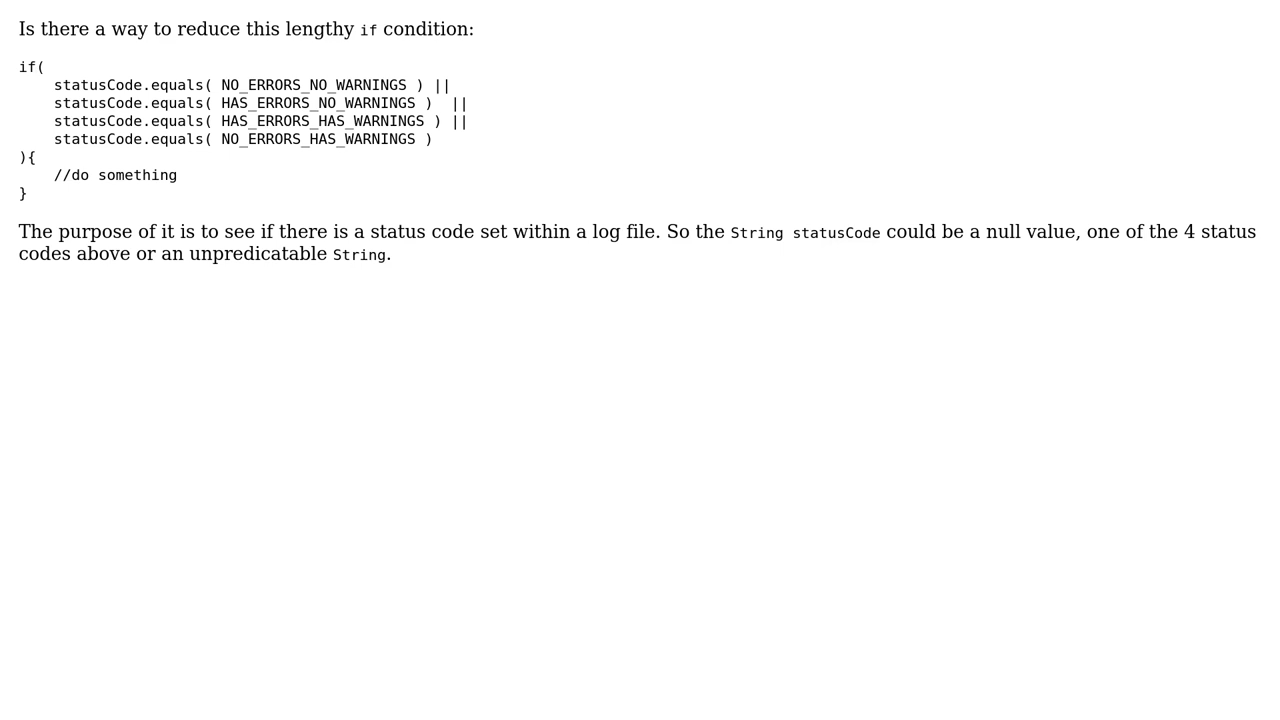 Is there a way to reduce this lengthy if condition:
if(
    statusCode.equals( NO_ERRORS_NO_WARNINGS ) ||
    statusCode.equals( HAS_ERRORS_NO_WARNINGS )  ||
    statusCode.equals( HAS_ERRORS_HAS_WARNINGS ) ||
    statusCode.equals( NO_ERRORS_HAS_WARNINGS )
){
    //do something
}
The purpose of it is to see if there is a status code set within a log file. So the String statusCode could be a null value, one of the 4 status
codes above or an unpredicatable String.